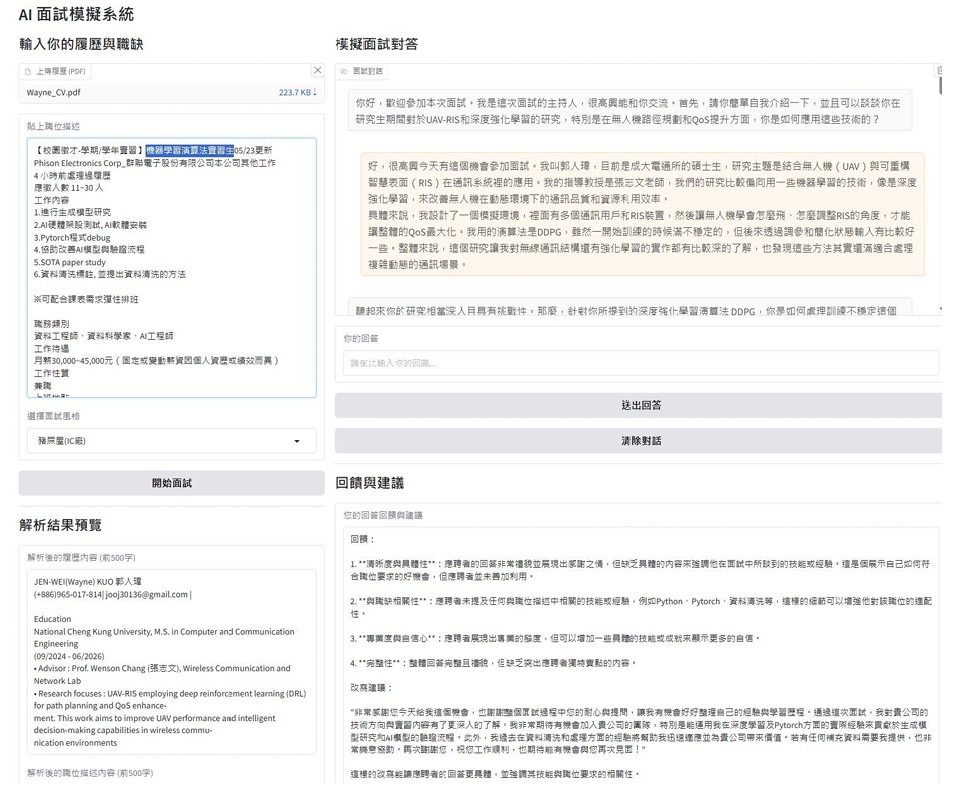 AI 面試模擬系統
輸入你的履歷與職缺
上傳履歷 (PDF)
Wayne_CV.pdf
223.7 KB↓
貼上職位描述
【校園徵才-學期/學年實習】機器學習演算法實習生05/23更新
Phison Electronics Corp_群聯電子股份有限公司本公司其他工作
4 小時前處理過履歷
應徵人數 11~30 人
工作內容
1.進行生成模型研究
2.AI硬體架設測試, AI軟體安裝
3.Pytorch程式debug
4.協助改善AI模型與驗證流程
5.SOTA paper study
6.資料清洗標註, 並提出資料清洗的方法
※可配合課表需求彈性排班
職務類別
資料工程師、資料科學家、AI工程師
工作待遇
月薪30,000~45,000元（固定或變動薪資因個人資歷或績效而異）
工作性質
兼職
上班地點
選擇面試風格
豬屎屋(IC廠)
開始面試
解析結果預覽
解析後的履歷內容 (前500字)
JEN-WEI(Wayne) KUO 郭人瑋
(+886)965-017-814| jooj30136@gmail.com |
Education
National Cheng Kung University, M.S. in Computer and Communication
Engineering
(09/2024 - 06/2026)
• Advisor : Prof. Wenson Chang (張志文), Wireless Communication and
Network Lab
• Research focuses : UAV-RIS employing deep reinforcement learning (DRL)
for path planning and QoS enhance-
ment. This work aims to improve UAV performance and intelligent
decision-making capabilities in wireless commu-
nication environments
解析後的職位描述內容 (前500字)
模擬面試對答
面試對話
你好，歡迎參加本次面試。我是這次面試的主持人，很高興能和你交流。首先，請你簡單自我介紹一下，並且可以談談你在
研究生期間對於UAV-RIS和深度強化學習的研究，特別是在無人機路徑規劃和QoS提升方面，你是如何應用這些技術的？
好，很高興今天有這個機會參加面試。我叫郭人瑋，目前是成大電通所的碩士生，研究主題是結合無人機（UAV）與可重構
智慧表面（RIS）在通訊系統裡的應用。我的指導教授是張志文老師，我們的研究比較偏向用一些機器學習的技術，像是深度
強化學習，來改善無人機在動態環境下的通訊品質和資源利用效率。
具體來說，我設計了一個模擬環境，裡面有多個通訊用戶和RIS裝置，然後讓無人機學會怎麼飛、怎麼調整RIS的角度，才能
讓整體的QoS最大化。我用的演算法是DDPG，雖然一開始訓練的時候滿不穩定的，但後來透過調參和簡化狀態輸入有比較好
一些。整體來說，這個研究讓我對無線通訊結構還有強化學習的實作都有比較深的了解，也發現這些方法其實還滿適合處理
複雜動態的通訊場景。
聽起來你的研究相當深入且具有挑戰性。那麼，針對你所提到的深度強化學習演算法 DDPG，你是如何處理訓練不穩定這個
你的回答
請在此輸入你的回答...
送出回答
清除對話
回饋與建議
您的回答回饋與建議
回饋：
1. **清晰度與具體性**：應聘者的回答非常禮貌並展現出感謝之情，但缺乏具體的內容來強調他在面試中所談到的技能或經驗。這是個展示自己如何符
合職位要求的好機會，但應聘者並未善加利用。
2. **與職缺相關性**：應聘者未提及任何與職位描述中相關的技能或經驗，例如Python、Pytorch、資料清洗等，這樣的細節可以增強他對該職位的適配
性。
3. **專業度與自信心**：應聘者展現出專業的態度，但可以增加一些具體的技能或成就來顯示更多的自信。
4. **完整性**：整體回答完整且禮貌，但缺乏突出應聘者獨特賣點的內容。
改寫建議：
"非常感謝您今天給我這個機會，也謝謝整個面試過程中您的耐心與提問，讓我有機會好好整理自己的經驗與學習歷程。通過這次面試，我對貴公司的
技術方向與實習內容有了更深入的了解。我非常期待有機會加入貴公司的團隊，特別是能運用我在深度學習及Pytorch方面的實際經驗來貢獻於生成模
型研究和AI模型的驗證流程。此外，我過去在資料清洗和處理方面的經驗將幫助我迅速適應並為貴公司帶來價值。若有任何補充資料需要我提供，也非
常樂意協助。再次謝謝您，祝您工作順利，也期待能有機會與您再次見面！"
這樣的改寫能讓應聘者的回答更具體，並強調其技能與職位要求的相關性。